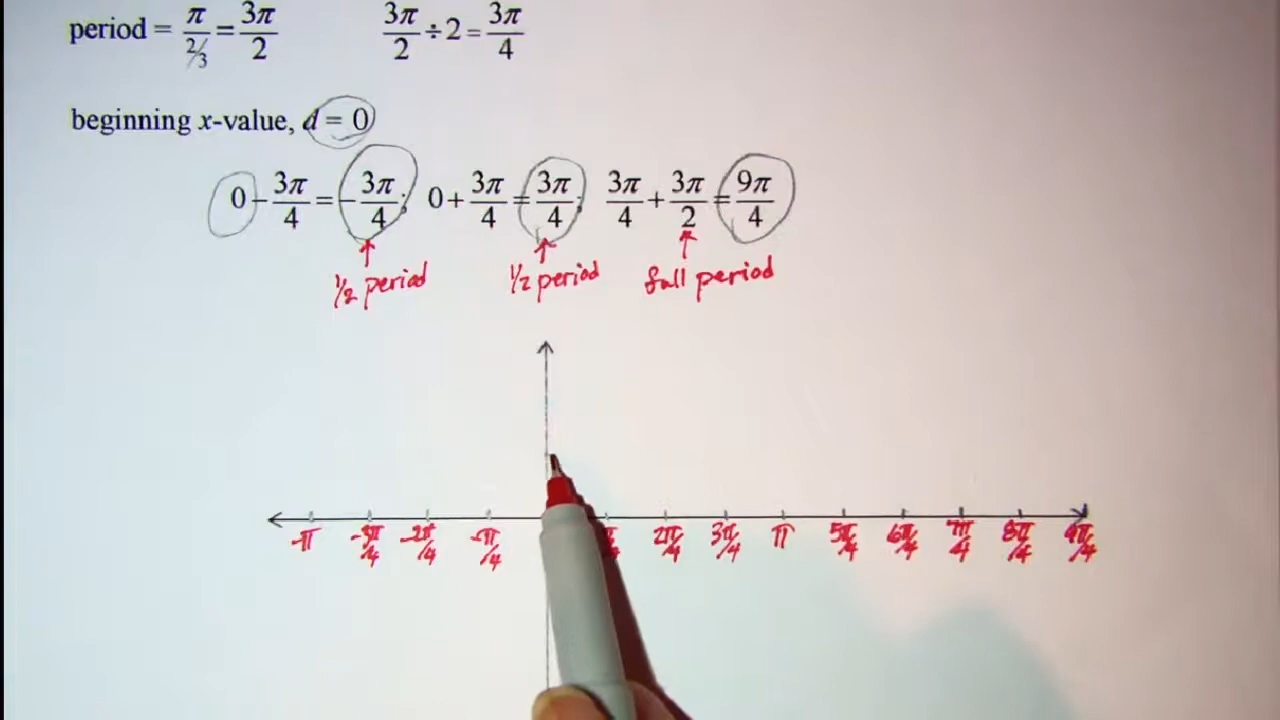 period = π/(2/3) = 3π/2    3π/2 ÷ 2 = 3π/4
beginning x-value, d = 0
0 − 3π/4 = −3π/4;  0 + 3π/4 = 3π/4;  3π/4 + 3π/2 = 9π/4
1/2 period  1/2 period  full period
-π  -3π/4  -2π/4  -π/4  2π/4  3π/4  π  5π/4  6π/4  7π/4  8π/4  9π/4